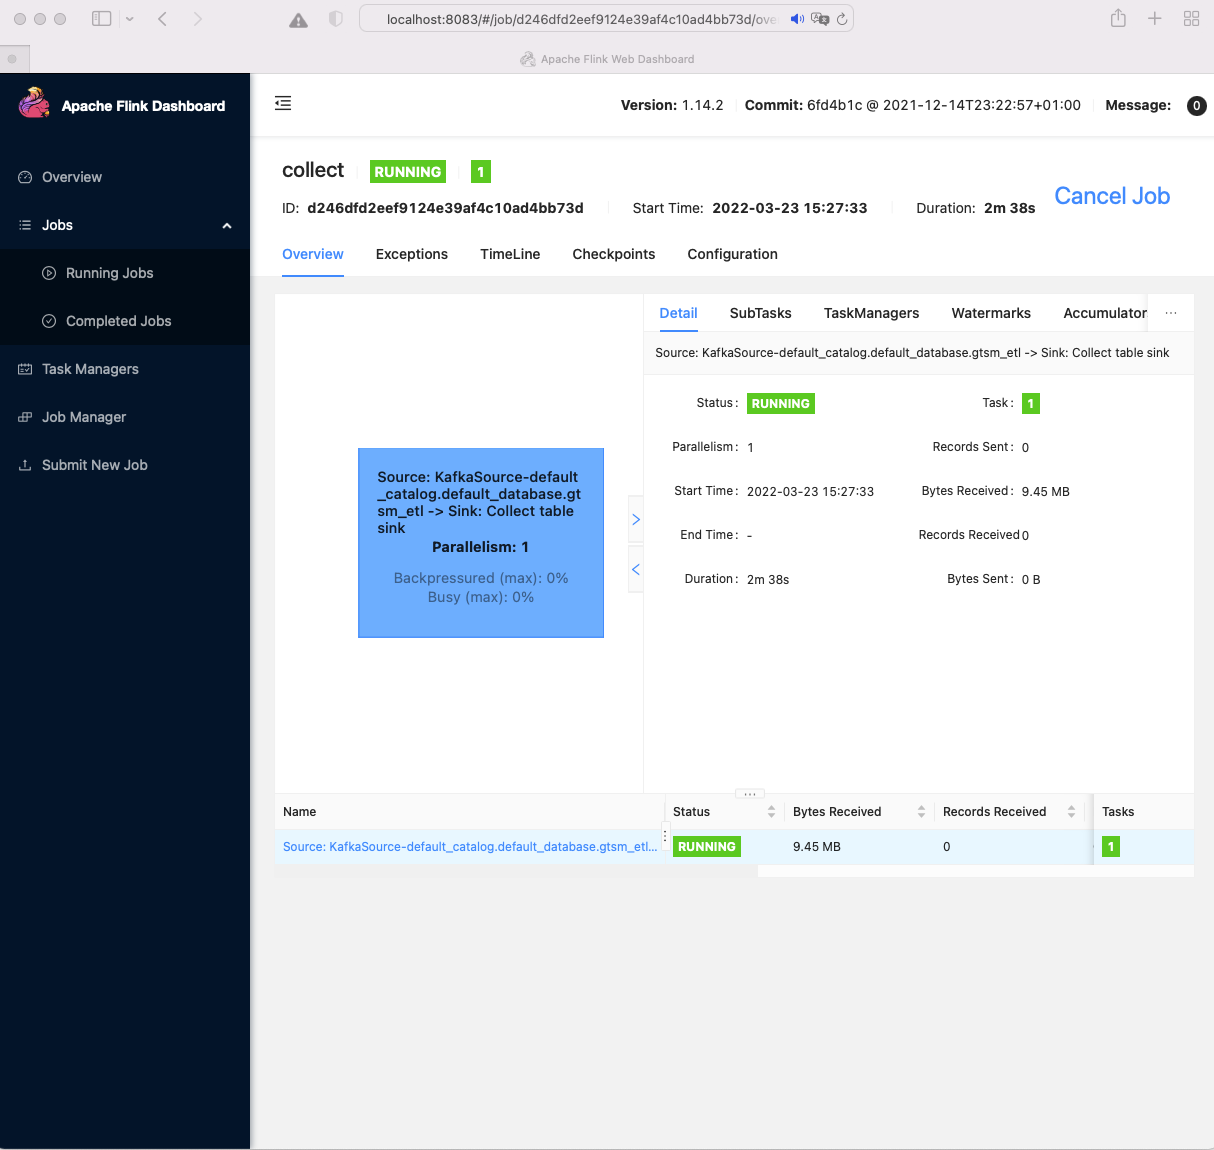 localhost:8083/#/job/d246dfd2eef9124e39af4c10ad4bb73d/ove
Apache Flink Web Dashboard
Apache Flink Dashboard
Version: 1.14.2 Commit: 6fd4b1c @ 2021-12-14T23:22:57+01:00 Message: 0
Overview
Jobs
Running Jobs
Completed Jobs
Task Managers
Job Manager
Submit New Job
collect RUNNING 1
ID: d246dfd2eef9124e39af4c10ad4bb73d Start Time: 2022-03-23 15:27:33 Duration: 2m 38s Cancel Job
Overview Exceptions TimeLine Checkpoints Configuration
Source: KafkaSource-default
_catalog.default_database.gt
sm_etl -> Sink: Collect table
sink
Parallelism: 1
Backpressured (max): 0%
Busy (max): 0%
Detail SubTasks TaskManagers Watermarks Accumulator ...
Source: KafkaSource-default_catalog.default_database.gtsm_etl -> Sink: Collect table sink
Status: RUNNING Task: 1
Parallelism: 1 Records Sent: 0
Start Time: 2022-03-23 15:27:33 Bytes Received: 9.45 MB
End Time: - Records Received 0
Duration: 2m 38s Bytes Sent: 0 B
Name Status Bytes Received Records Received Tasks
Source: KafkaSource-default_catalog.default_database.gtsm_etl... RUNNING 9.45 MB 0 1